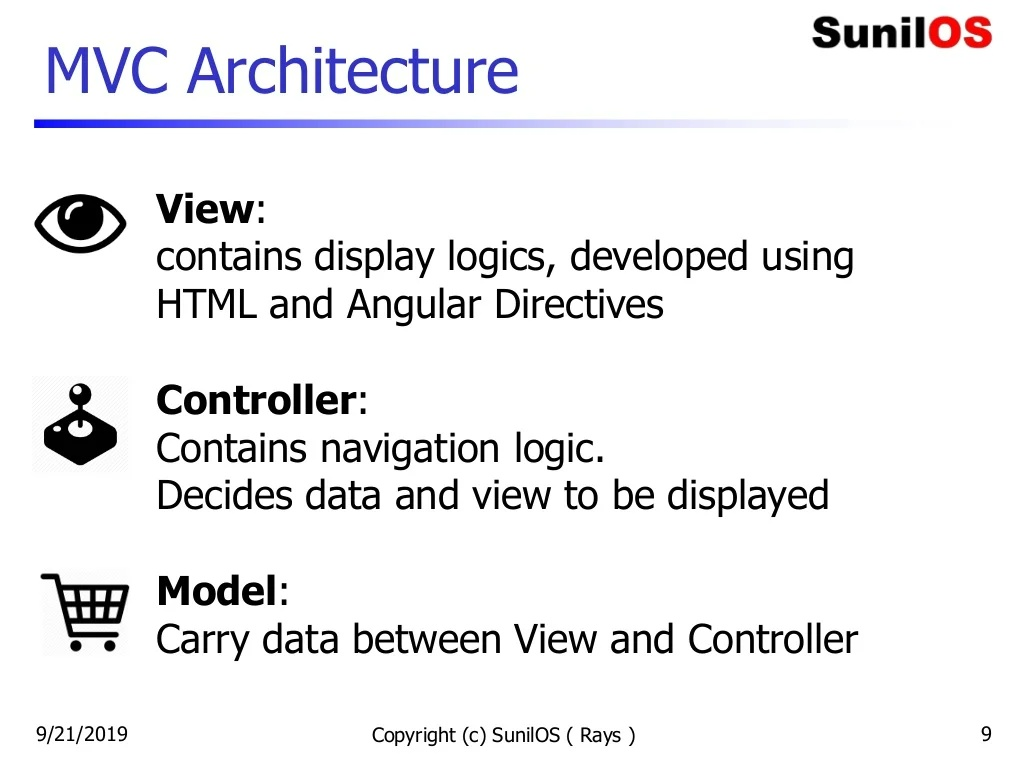 SunilOS
MVC Architecture
View:
contains display logics, developed using
HTML and Angular Directives
Controller:
Contains navigation logic.
Decides data and view to be displayed
Model:
Carry data between View and Controller
9/21/2019
Copyright (c) SunilOS ( Rays )
9